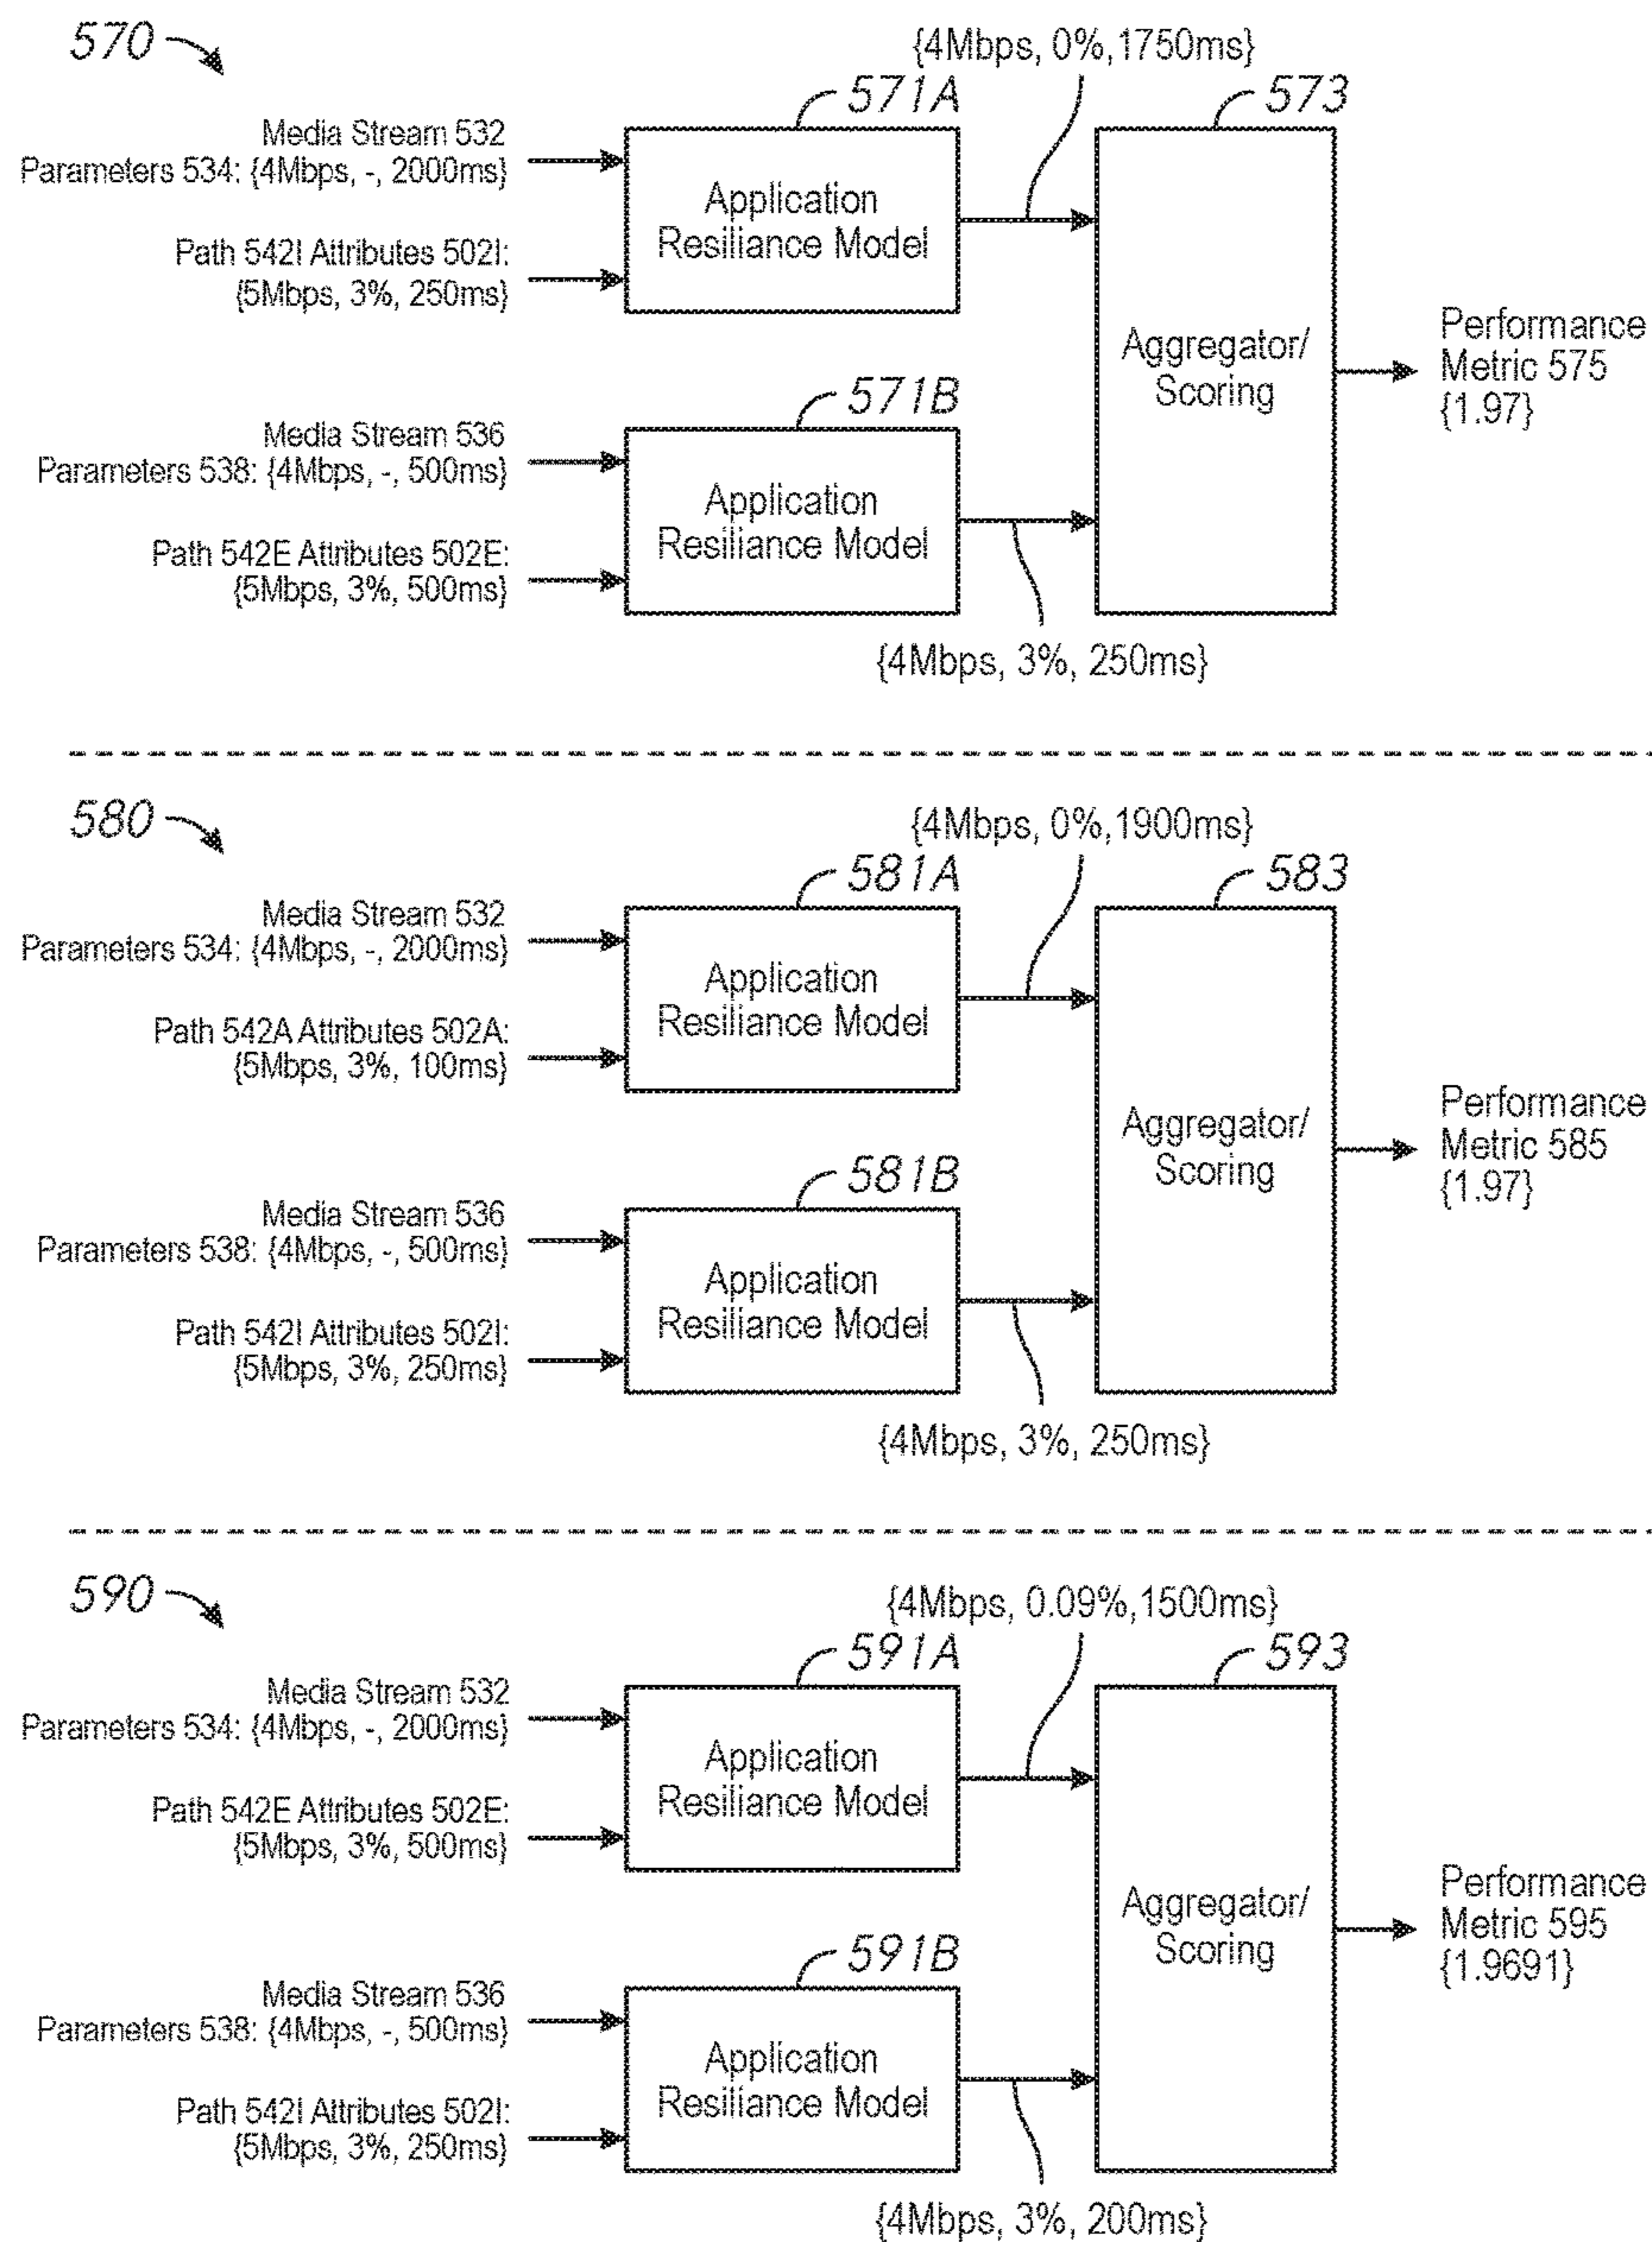 570
{4Mbps, 0%,1750ms}
571A
573
Media Stream 532
Parameters 534: {4Mbps, -, 2000ms}
Application
Resiliance Model
Path 542I Attributes 502I:
{5Mbps, 3%, 250ms}
Aggregator/
Scoring
Performance
Metric 575
{1.97}
571B
Media Stream 536
Parameters 538: {4Mbps, -, 500ms}
Application
Resiliance Model
Path 542E Attributes 502E:
{5Mbps, 3%, 500ms}
{4Mbps, 3%, 250ms}
580
{4Mbps, 0%,1900ms}
581A
583
Media Stream 532
Parameters 534: {4Mbps, -, 2000ms}
Application
Resiliance Model
Path 542A Attributes 502A:
{5Mbps, 3%, 100ms}
Aggregator/
Scoring
Performance
Metric 585
{1.97}
581B
Media Stream 536
Parameters 538: {4Mbps, -, 500ms}
Application
Resiliance Model
Path 542I Attributes 502I:
{5Mbps, 3%, 250ms}
{4Mbps, 3%, 250ms}
590
{4Mbps, 0.09%,1500ms}
591A
593
Media Stream 532
Parameters 534: {4Mbps, -, 2000ms}
Application
Resiliance Model
Path 542E Attributes 502E:
{5Mbps, 3%, 500ms}
Aggregator/
Scoring
Performance
Metric 595
{1.9691}
591B
Media Stream 536
Parameters 538: {4Mbps, -, 500ms}
Application
Resiliance Model
Path 542I Attributes 502I:
{5Mbps, 3%, 250ms}
{4Mbps, 3%, 200ms}